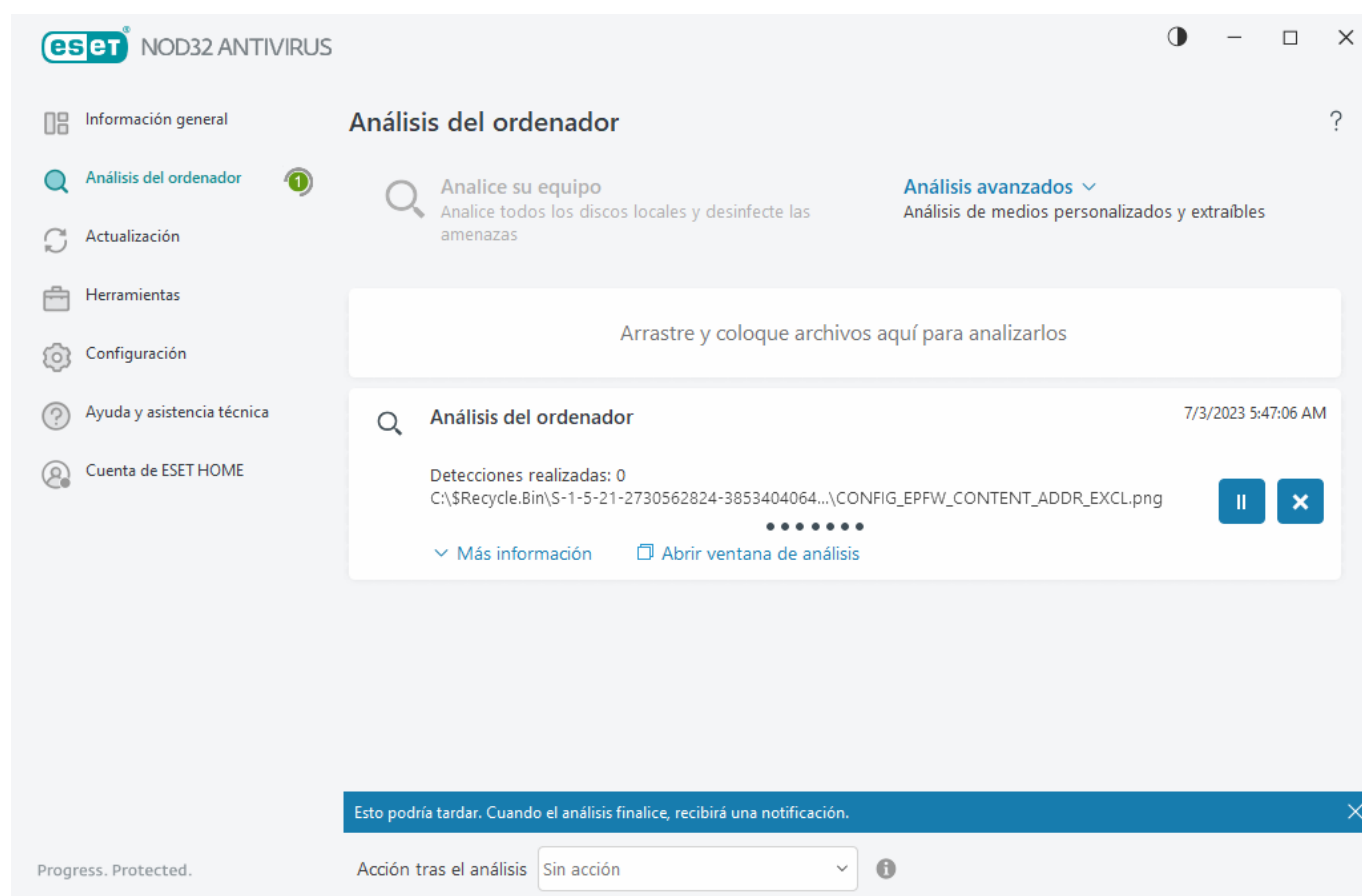 eset® NOD32 ANTIVIRUS
Información general
Análisis del ordenador
1
Actualización
Herramientas
Configuración
Ayuda y asistencia técnica
Cuenta de ESET HOME
Progress. Protected.
Análisis del ordenador
?
Analice su equipo
Analice todos los discos locales y desinfecte las
amenazas
Análisis avanzados
Análisis de medios personalizados y extraíbles
Arrastre y coloque archivos aquí para analizarlos
Análisis del ordenador
7/3/2023 5:47:06 AM
Detecciones realizadas: 0
C:\$Recycle.Bin\S-1-5-21-2730562824-3853404064...\CONFIG_EPFW_CONTENT_ADDR_EXCL.png
Más información
Abrir ventana de análisis
Esto podría tardar. Cuando el análisis finalice, recibirá una notificación.
Acción tras el análisis
Sin acción